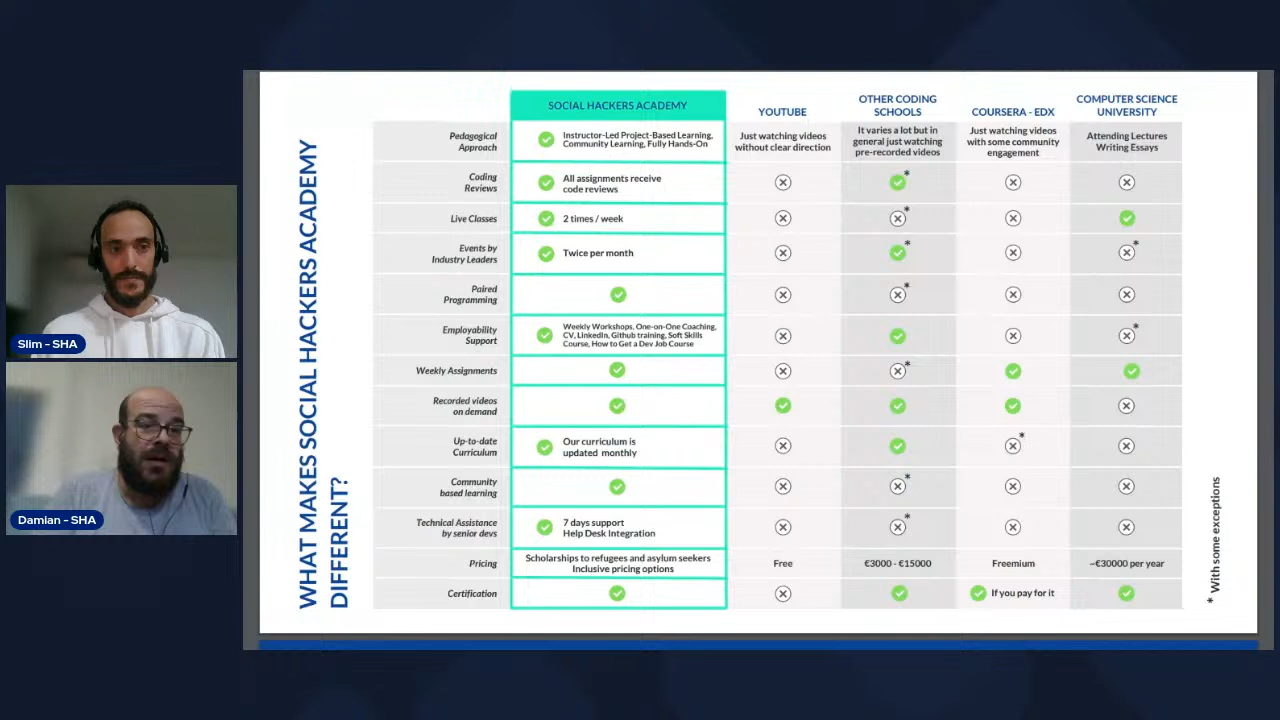 Slim - SHA
Damian - SHA
WHAT MAKES SOCIAL HACKERS ACADEMY
DIFFERENT?
SOCIAL HACKERS ACADEMY
YOUTUBE
OTHER CODING
SCHOOLS
COURSERA - EDX
COMPUTER SCIENCE
UNIVERSITY
Pedagogical
Approach
Instructor-Led Project-Based Learning,
Community Learning, Fully Hands-On
Just watching videos
without clear direction
It varies a lot but in
general just watching
pre-recorded videos
Just watching videos
with some community
engagement
Attending Lectures
Writing Essays
Coding
Reviews
All assignments receive
code reviews
*
Live Classes
2 times / week
*
Events by
Industry Leaders
Twice per month
*
*
Paired
Programming
*
Employability
Support
Weekly Workshops, One-on-One Coaching,
CV, LinkedIn, Github training, Soft Skills
Course, How to Get a Dev Job Course
*
Weekly Assignments
*
Recorded videos
on demand
Up-to-date
Curriculum
Our curriculum is
updated monthly
*
Community
based learning
*
Technical Assistance
by senior devs
7 days support
Help Desk Integration
*
Pricing
Scholarships to refugees and asylum seekers
Inclusive pricing options
Free
€3000 - €15000
Freemium
~€30000 per year
Certification
If you pay for it
* With some exceptions